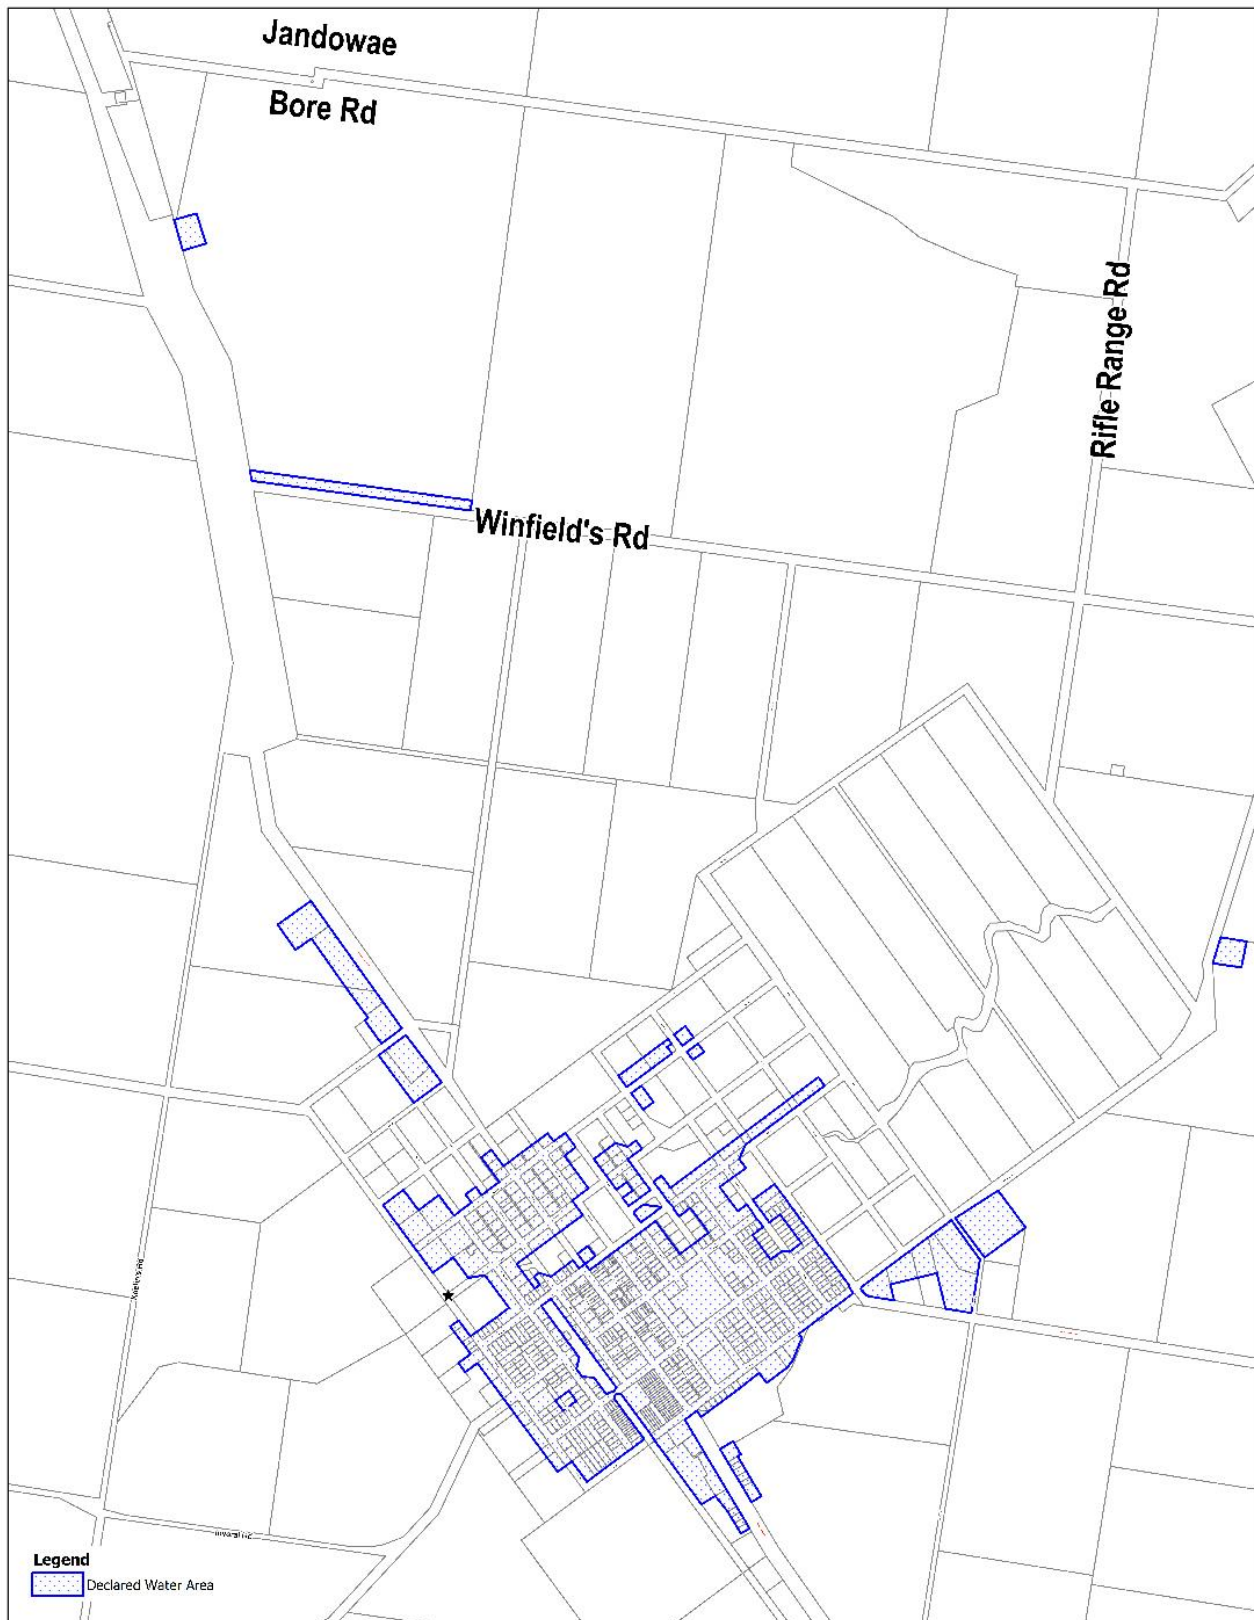 Jandowae
Bore Rd
Rifle Range Rd
Winfield's Rd
Legend
Declared Water Area